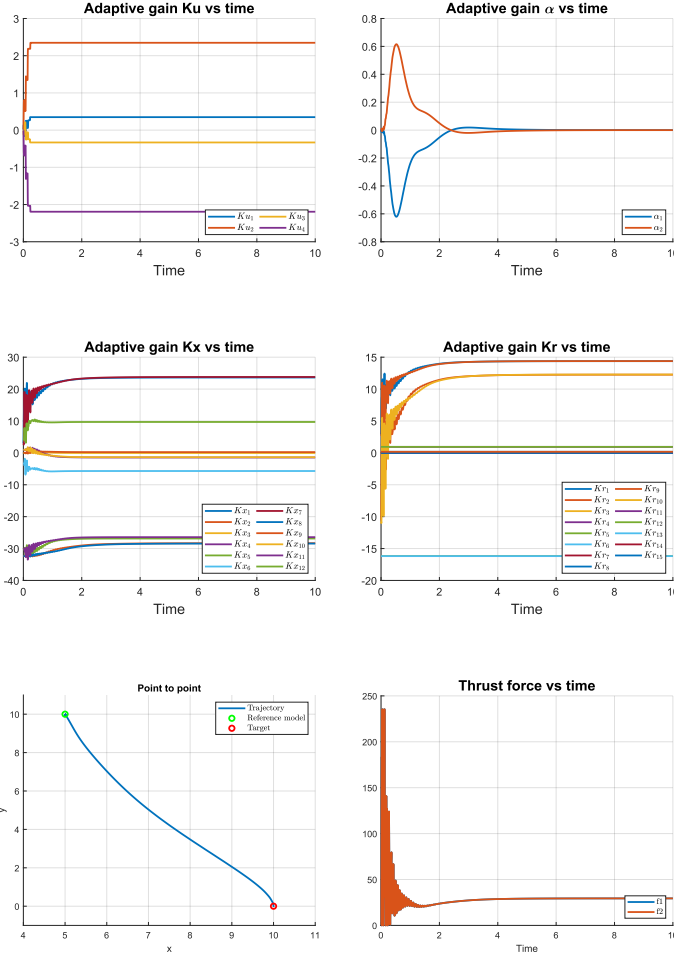 Adaptive gain Ku vs time
3
2
1
0
-1
-2
-3
0 2 4 6 8 10
Time
Ku1 Ku3
Ku2 Ku4
Adaptive gain α vs time
0.8
0.6
0.4
0.2
0
-0.2
-0.4
-0.6
-0.8
0 2 4 6 8 10
Time
α1
α2
Adaptive gain Kx vs time
30
20
10
0
-10
-20
-30
-40
0 2 4 6 8 10
Time
Kx1 Kx7
Kx2 Kx8
Kx3 Kx9
Kx4 Kx10
Kx5 Kx11
Kx6 Kx12
Adaptive gain Kr vs time
15
10
5
0
-5
-10
-15
-20
0 2 4 6 8 10
Time
Kr1 Kr9
Kr2 Kr10
Kr3 Kr11
Kr4 Kr12
Kr5 Kr13
Kr6 Kr14
Kr7 Kr15
Kr8
Point to point
10
8
6
4
2
0
4 5 6 7 8 9 10 11
x
y
Trajectory
Reference model
Target
Thrust force vs time
250
200
150
100
50
0
0 2 4 6 8 10
Time
f1
f2